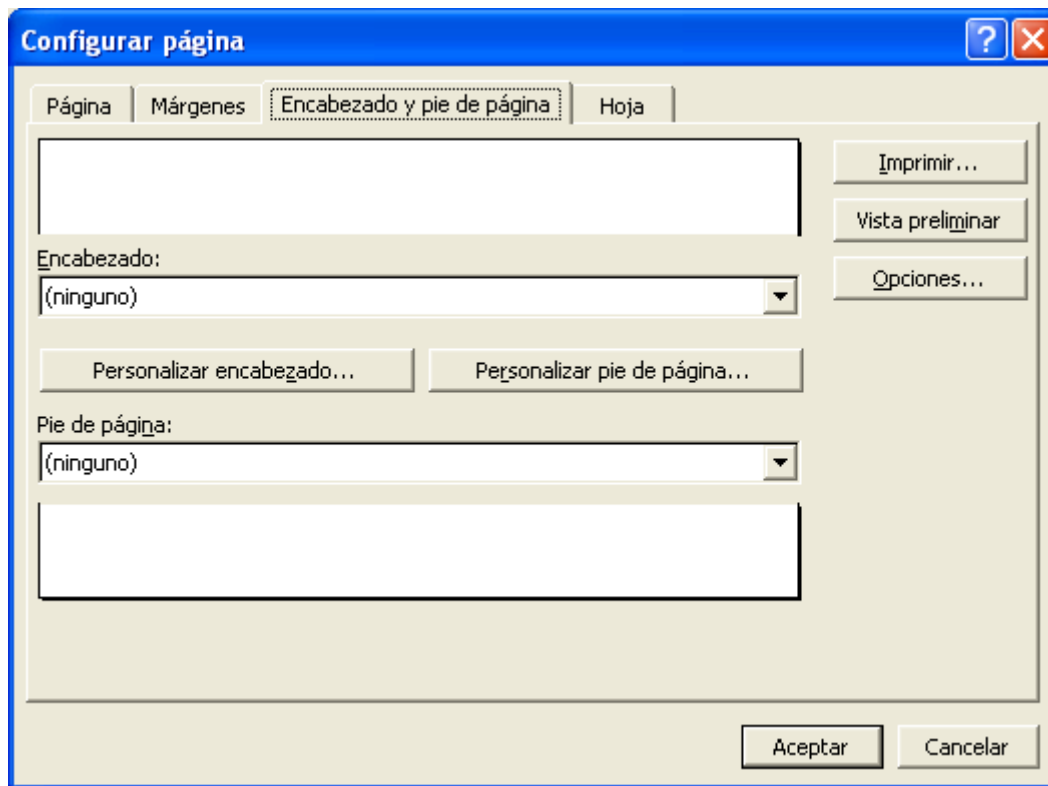 Configurar página
Página Márgenes Encabezado y pie de página Hoja
Imprimir...
Vista preliminar
Encabezado:
(ninguno)
Opciones...
Personalizar encabezado... Personalizar pie de página...
Pie de página:
(ninguno)
Aceptar Cancelar